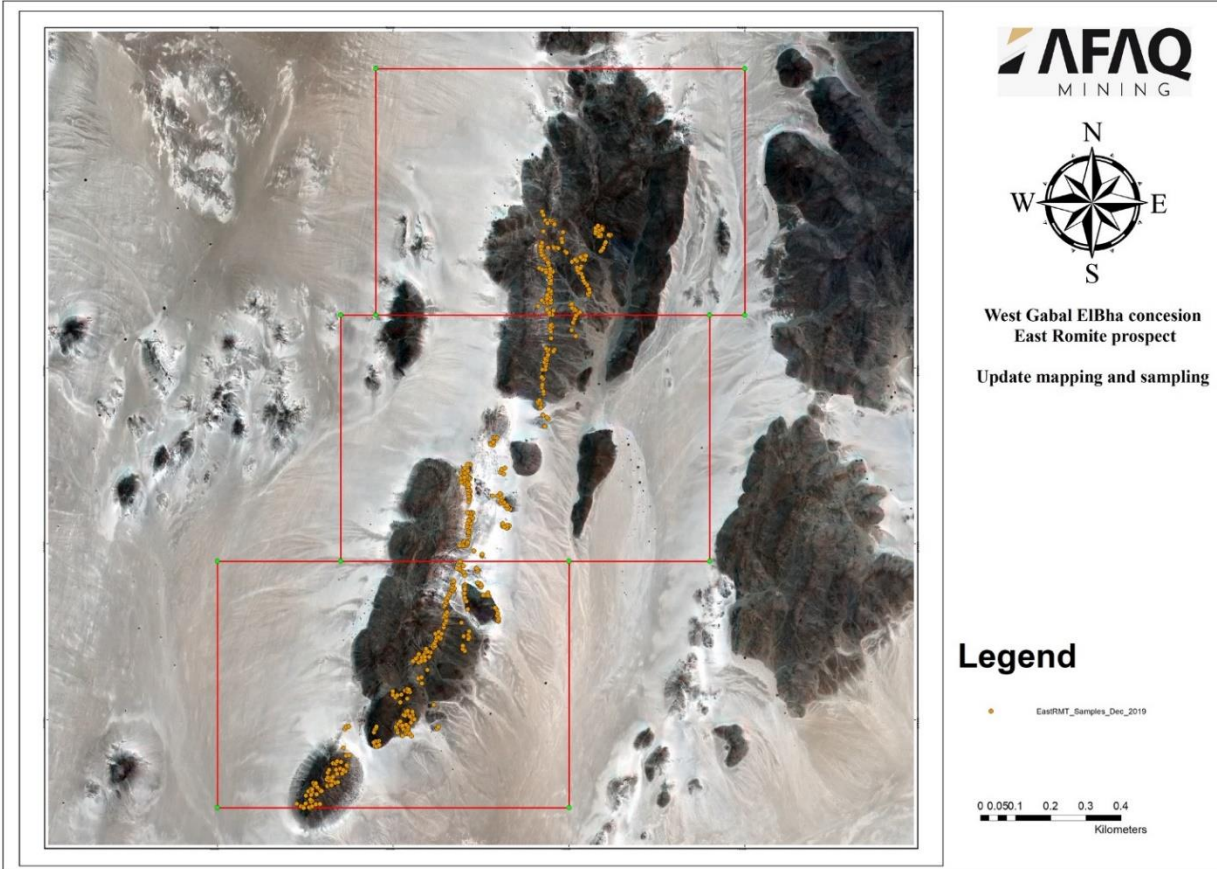 AFAQ
MINING
N
W E
S
West Gabal ElBha concesion
East Romite prospect
Update mapping and sampling
Legend
EastRMT_Samples_Dec_2019
0 0.050.1 0.2 0.3 0.4
Kilometers